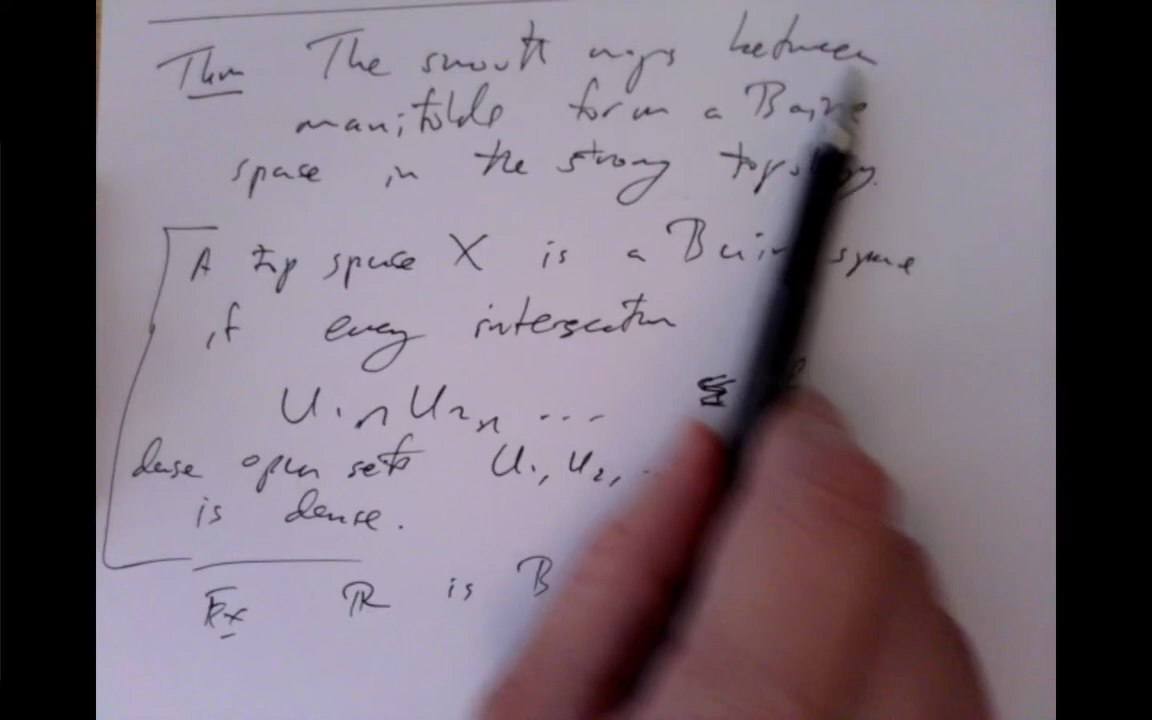 Thm The smooth maps between
manifolds form a Baire
space in the strong topology.
A top space X is a Baire space
if every intersection
U₁ ∩ U₂ ∩ ...
dense open sets U₁, U₂, ..
is dense.
Ex ℝ is B